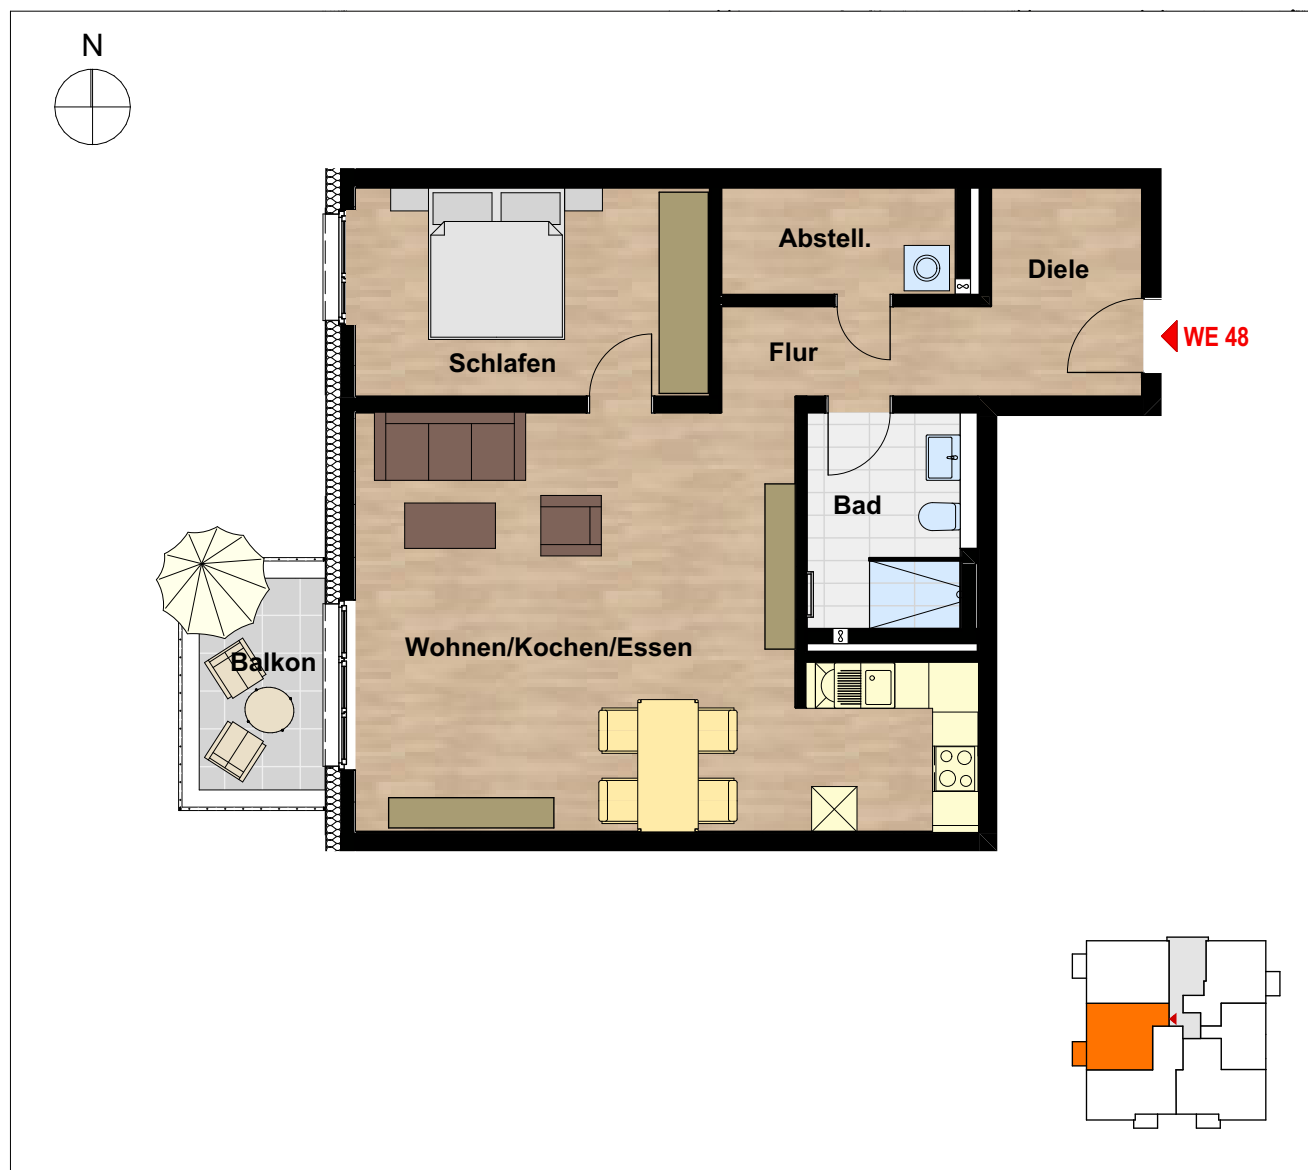 N
Abstell.
Diele
WE 48
Flur
Schlafen
Bad
Wohnen/Kochen/Essen
Balkon